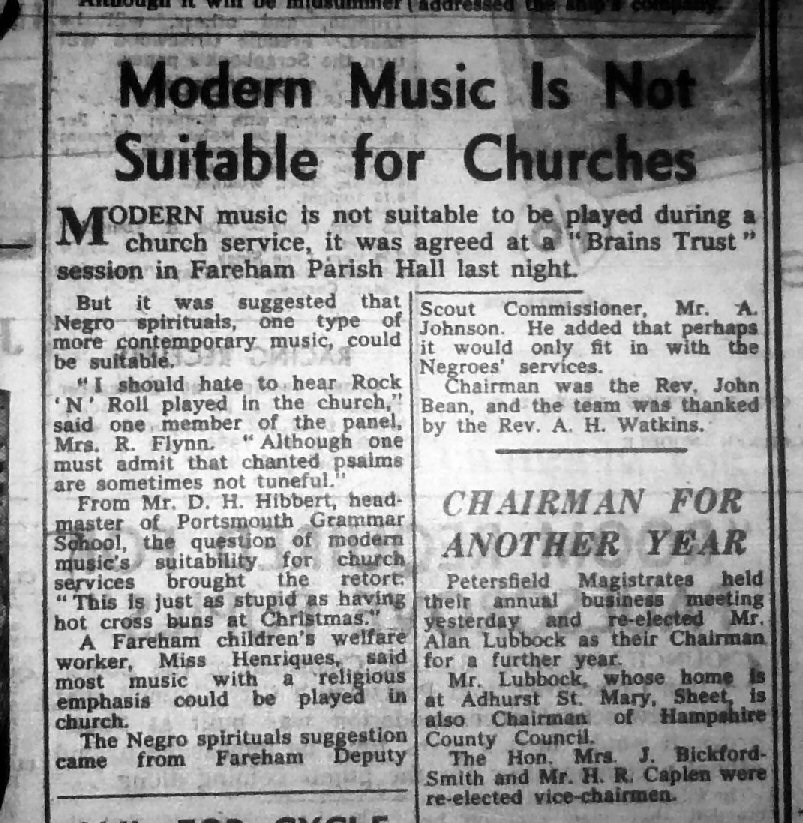 Although it will be midsummer
addressed the ship's company.
Modern Music Is Not
Suitable for Churches
MODERN music is not suitable to be played during a
church service, it was agreed at a "Brains Trust"
session in Fareham Parish Hall last night.
But it was suggested that
Negro spirituals, one type of
more contemporary music, could
be suitable.
"I should hate to hear Rock
'N' Roll played in the church,"
said one member of the panel,
Mrs. R. Flynn. "Although one
must admit that chanted psalms
are sometimes not tuneful."
From Mr. D. H. Hibbert, head-
master of Portsmouth Grammar
School, the question of modern
music's suitability for church
services brought the retort:
"This is just as stupid as having
hot cross buns at Christmas."
A Fareham children's welfare
worker, Miss Henriques, said
most music with a religious
emphasis could be played in
church.
The Negro spirituals suggestion
came from Fareham Deputy
Scout Commissioner, Mr. A.
Johnson. He added that perhaps
it would only fit in with the
Negroes' services.
Chairman was the Rev. John
Bean, and the team was thanked
by the Rev. A. H. Watkins.
CHAIRMAN FOR
ANOTHER YEAR
Petersfield Magistrates held
their annual business meeting
yesterday and re-elected Mr.
Alan Lubbock as their Chairman
for a further year.
Mr. Lubbock, whose home is
at Adhurst St. Mary, Sheet, is
also Chairman of Hampshire
County Council.
The Hon. Mrs. J. Bickford-
Smith and Mr. H. R. Caplen were
re-elected vice-chairmen.
FOR CYCLE